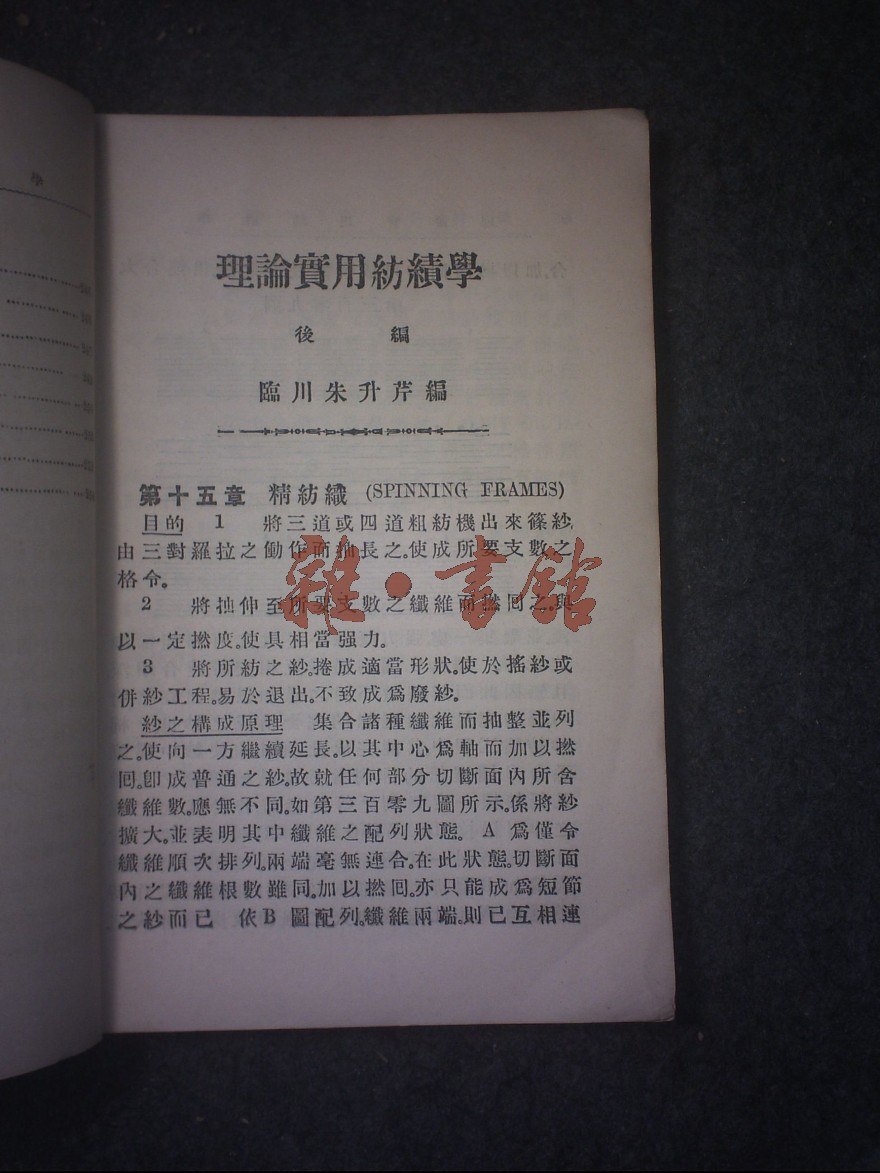 學
理論實用紡績學
後編
臨川朱升芹編
第十五章 精紡織 (SPINNING FRAMES)
目的 1 將三道或四道粗紡機出來篠紗,
由三對羅拉之働作而抽長之。使成所要支數之
格令。
2 將抽伸至所要支數之纖維而撚囘之。與
以一定撚度。使具相當强力。
3 將所紡之紗。捲成適當形狀。使於搖紗或
併紗工程。易於退出。不致成爲廢紗。
紗之構成原理 集合諸種纖維而抽整並列
之。使向一方繼續延長。以其中心爲軸而加以撚
囘。卽成普通之紗。故就任何部分切斷面內所含
纖維數。應無不同。如第三百零九圖所示。係將紗
擴大。並表明其中纖維之配列狀態。A 爲僅令
纖維順次排列。兩端毫無連合。在此狀態。切斷面
內之纖維根數雖同。加以撚囘。亦只能成爲短節
之紗而已 依B 圖配列。纖維兩端。則已互相連
雜·書館